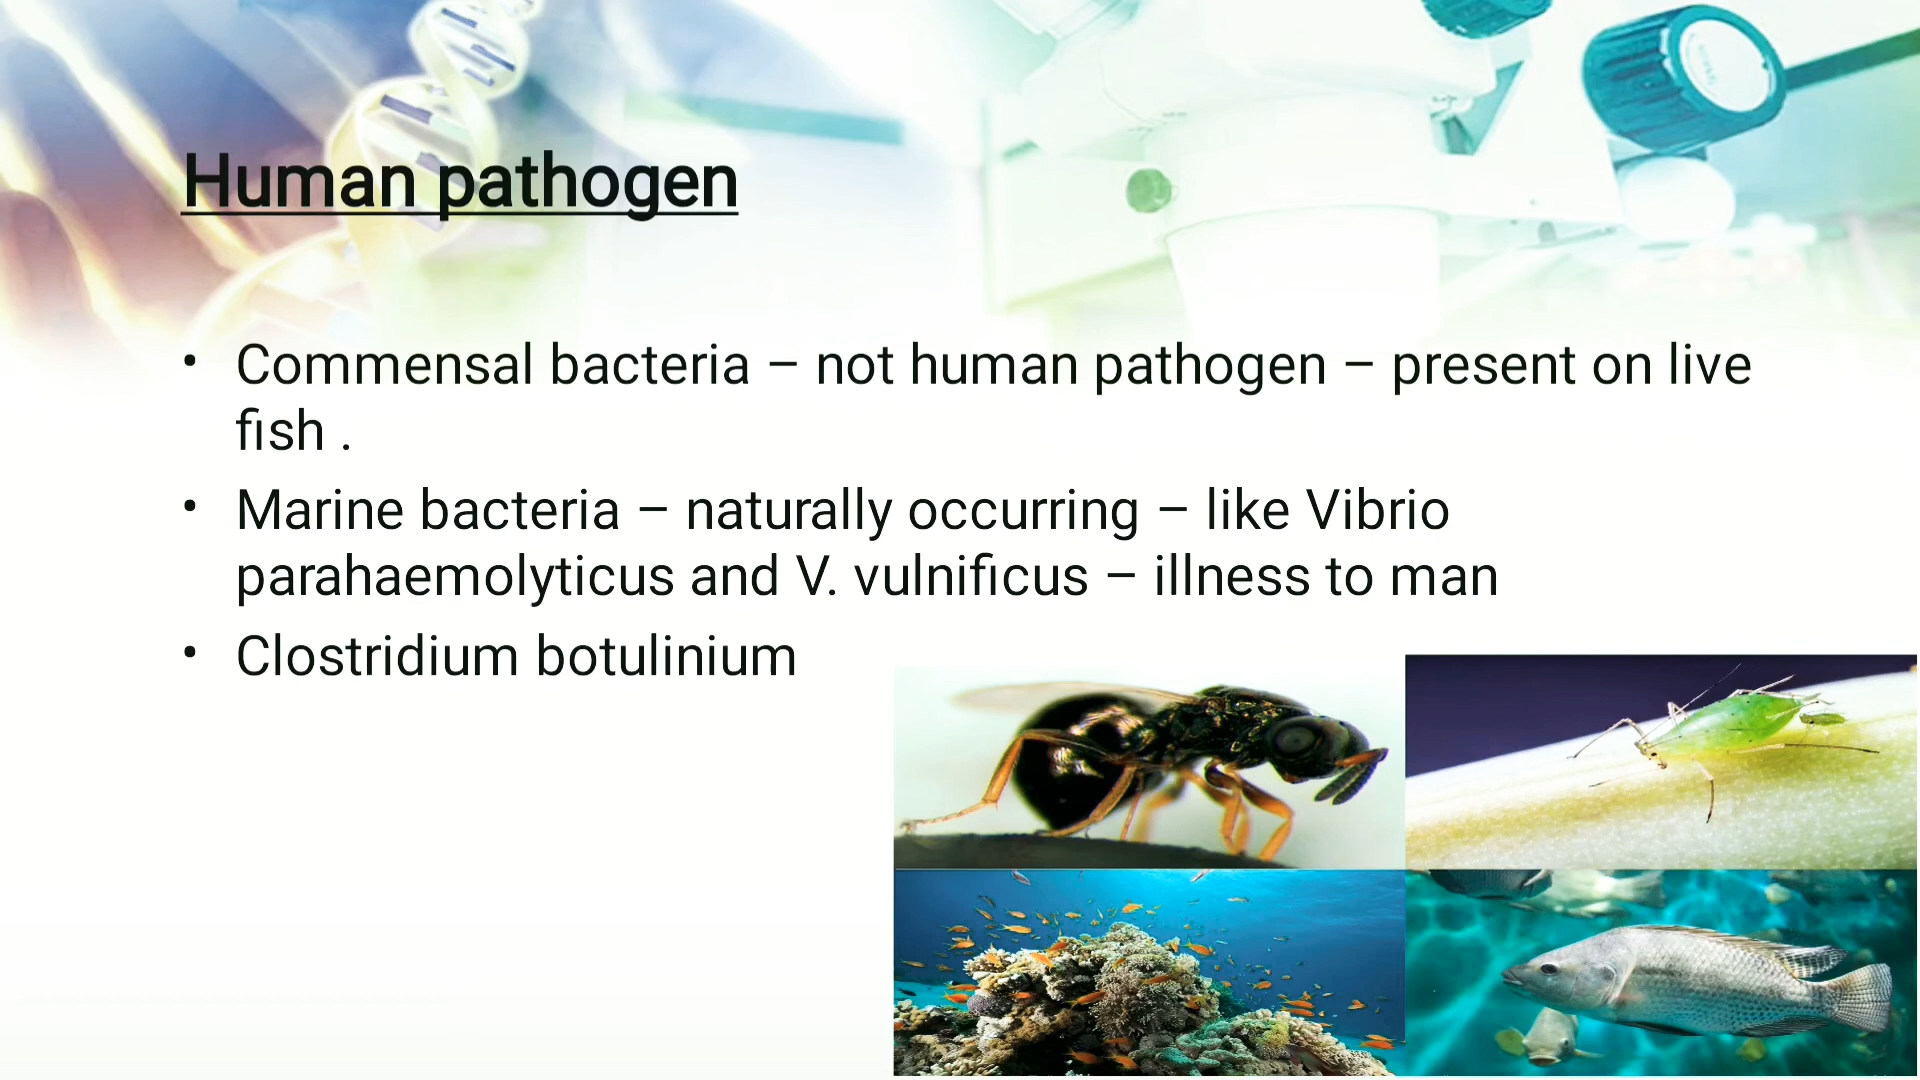 Human pathogen
• Commensal bacteria – not human pathogen – present on live
fish .
• Marine bacteria – naturally occurring – like Vibrio
parahaemolyticus and V. vulnificus – illness to man
• Clostridium botulinium